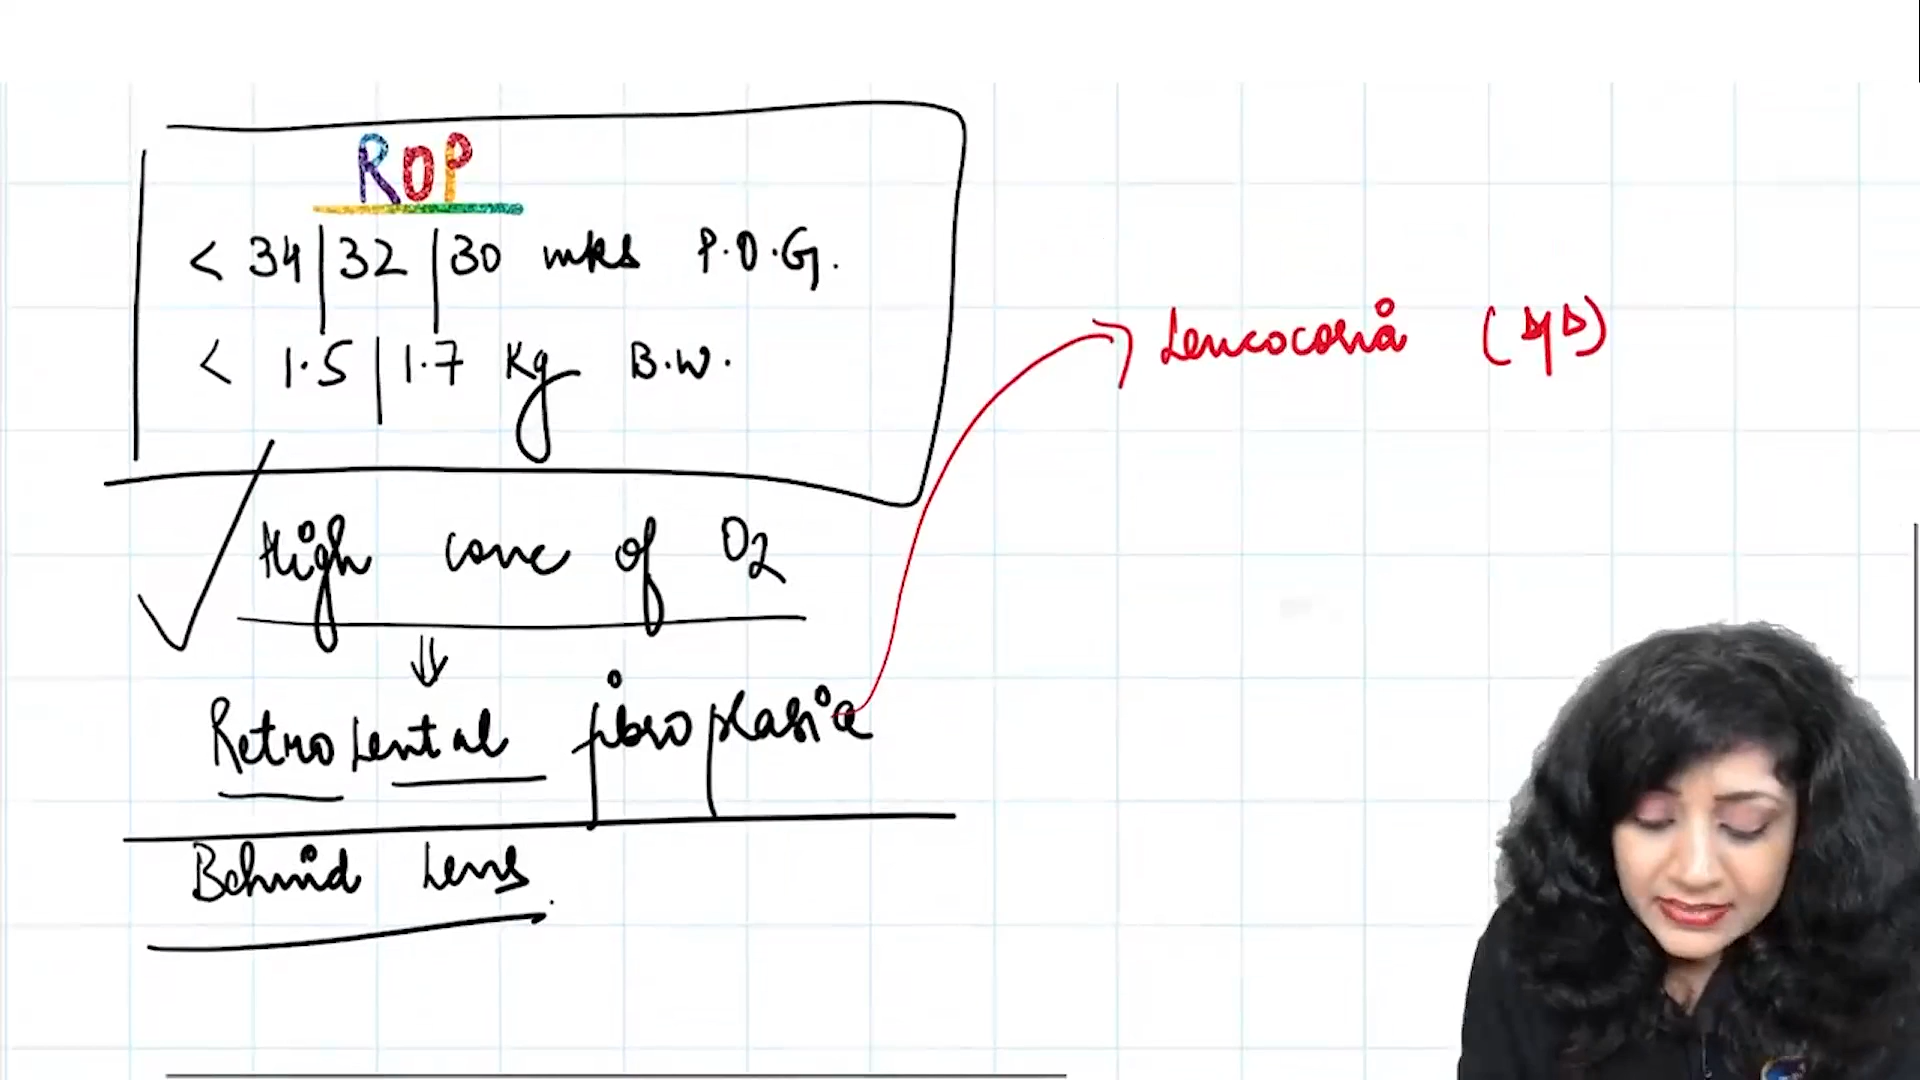 ROP
< 34 | 32 | 30 wks P.O.G.
< 1.5 | 1.7 Kg B.W.
High conc of O2
⇓
Retrolental fibroplasia
Behind Lens
Leucocoria (D/D)